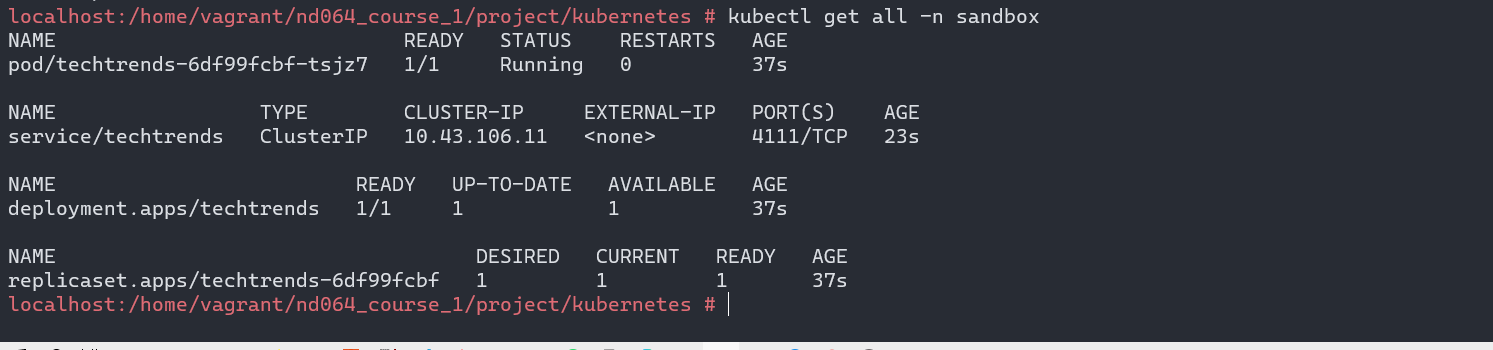 localhost:/home/vagrant/nd064_course_1/project/kubernetes # kubectl get all -n sandbox
NAME READY STATUS RESTARTS AGE
pod/techtrends-6df99fcbf-tsjz7 1/1 Running 0 37s
NAME TYPE CLUSTER-IP EXTERNAL-IP PORT(S) AGE
service/techtrends ClusterIP 10.43.106.11 <none> 4111/TCP 23s
NAME READY UP-TO-DATE AVAILABLE AGE
deployment.apps/techtrends 1/1 1 1 37s
NAME DESIRED CURRENT READY AGE
replicaset.apps/techtrends-6df99fcbf 1 1 1 37s
localhost:/home/vagrant/nd064_course_1/project/kubernetes #